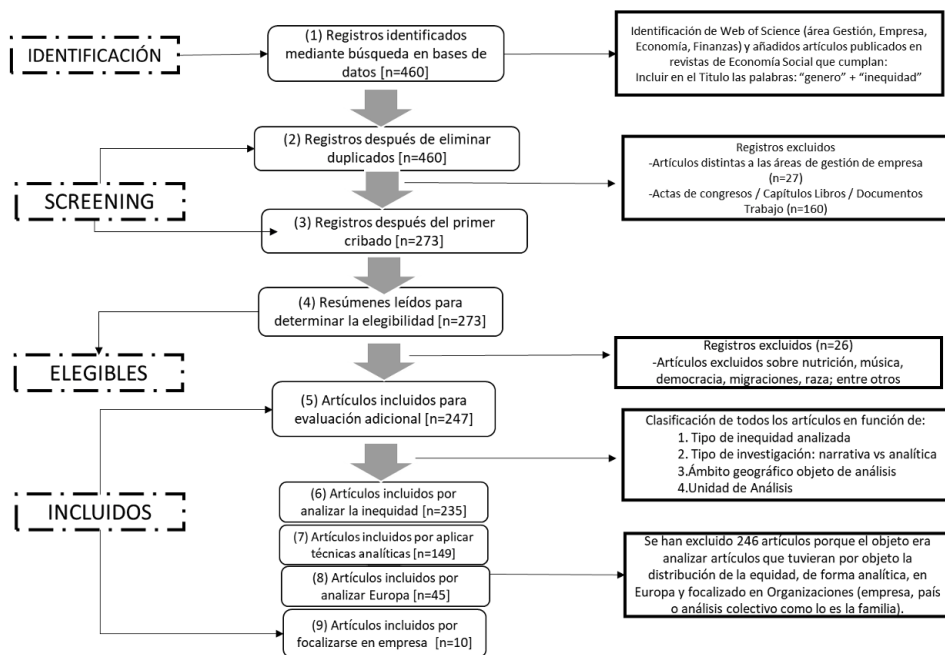 IDENTIFICACIÓN
(1) Registros identificados
mediante búsqueda en bases de
datos [n=460]
Identificación de Web of Science (área Gestión, Empresa,
Economía, Finanzas) y añadidos artículos publicados en
revistas de Economía Social que cumplan:
Incluir en el Titulo las palabras: “genero” + “inequidad”
(2) Registros después de eliminar
duplicados [n=460]
Registros excluidos
-Artículos distintas a las áreas de gestión de empresa
(n=27)
-Actas de congresos / Capítulos Libros / Documentos
Trabajo (n=160)
SCREENING
(3) Registros después del primer
cribado [n=273]
(4) Resúmenes leídos para
determinar la elegibilidad [n=273]
Registros excluidos (n=26)
-Artículos excluidos sobre nutrición, música,
democracia, migraciones, raza; entre otros
ELEGIBLES
(5) Artículos incluidos para
evaluación adicional [n=247]
Clasificación de todos los artículos en función de:
1. Tipo de inequidad analizada
2. Tipo de investigación: narrativa vs analítica
3.Ámbito geográfico objeto de análisis
4.Unidad de Análisis
INCLUIDOS
(6) Artículos incluidos por
analizar la inequidad [n=235]
(7) Artículos incluidos por aplicar
técnicas analíticas [n=149]
(8) Artículos incluidos por
analizar Europa [n=45]
(9) Artículos incluidos por
focalizarse en empresa [n=10]
Se han excluido 246 artículos porque el objeto era
analizar artículos que tuvieran por objeto la
distribución de la equidad, de forma analítica, en
Europa y focalizado en Organizaciones (empresa, país
o análisis colectivo como lo es la familia).